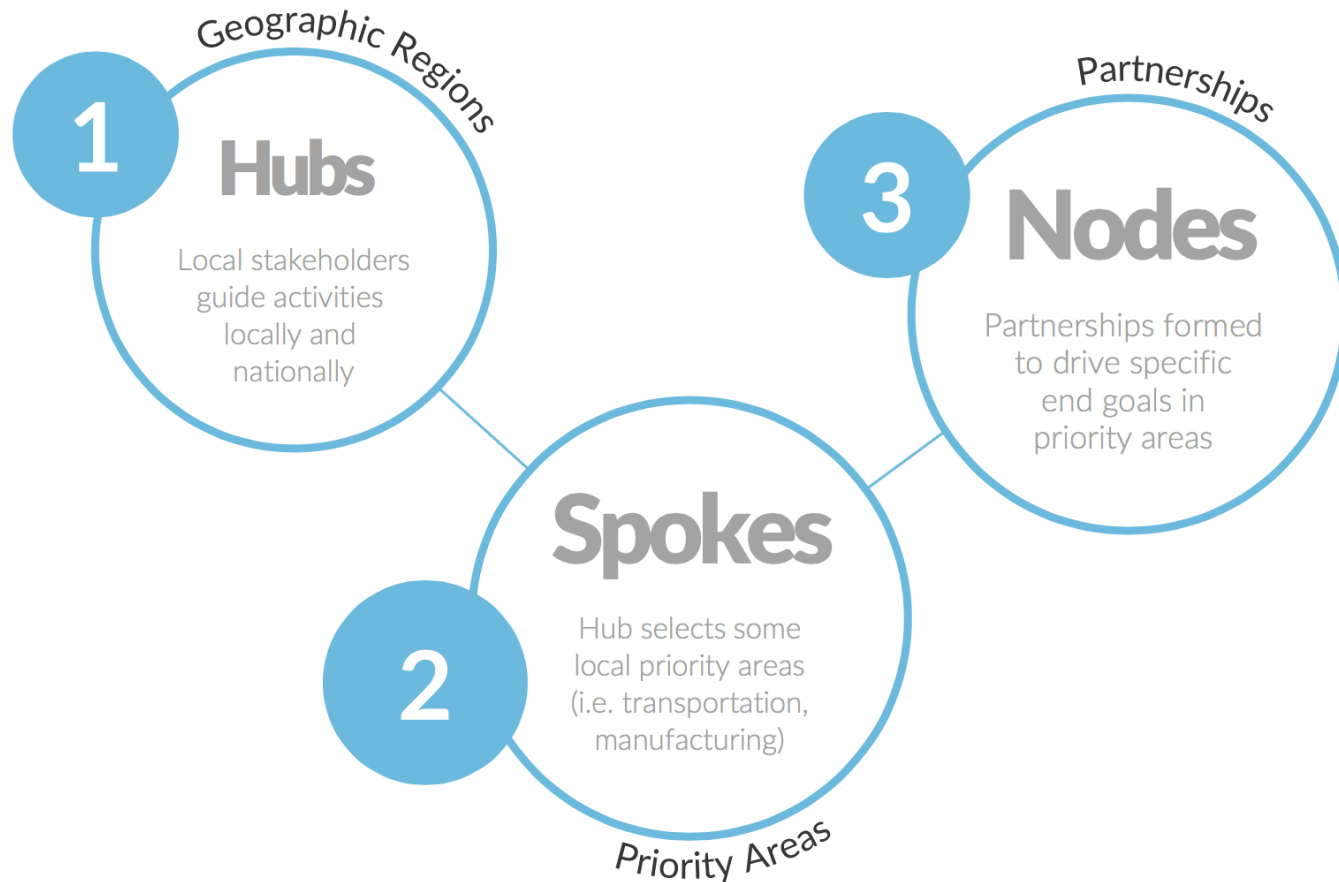 Geographic Regions
1
Hubs
Local stakeholders
guide activities
locally and
nationally
2
Spokes
Hub selects some
local priority areas
(i.e. transportation,
manufacturing)
Priority Areas
Partnerships
3
Nodes
Partnerships formed
to drive specific
end goals in
priority areas